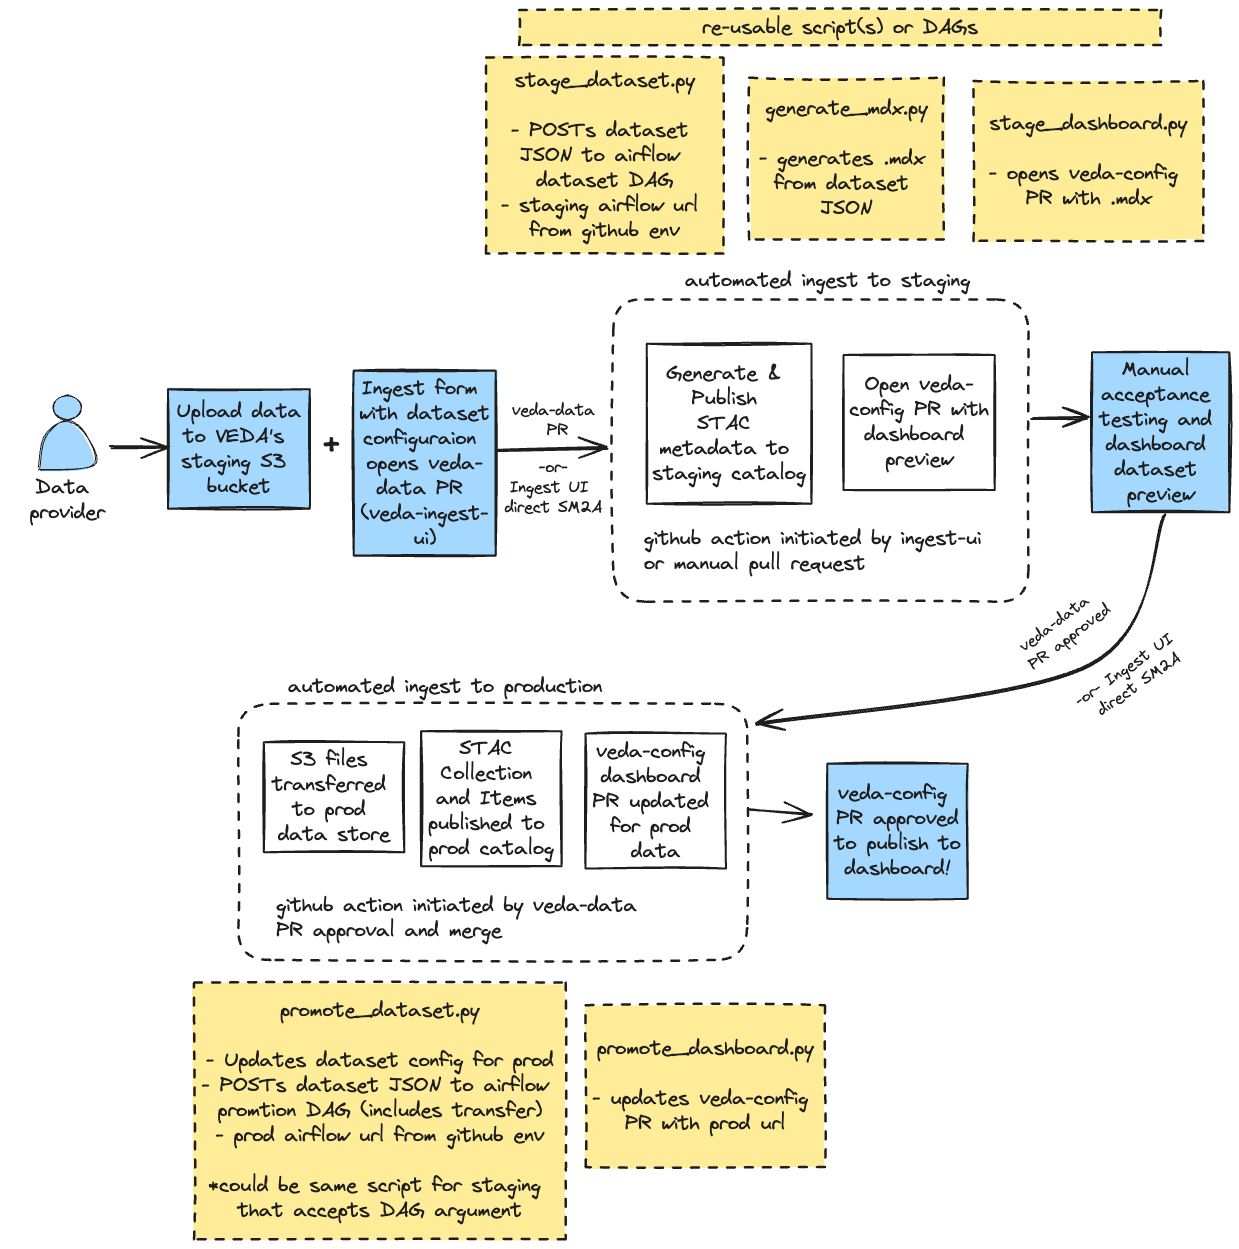 re-usable script(s) or DAGs
stage_dataset.py
- POSTs dataset
JSON to airflow
dataset DAG
- staging airflow url
from github env
generate_mdx.py
- generates .mdx
from dataset
JSON
stage_dashboard.py
- opens veda-config
PR with .mdx
automated ingest to staging
Data
provider
Upload data
to VEDA's
staging S3
bucket
+
Ingest form
with dataset
configuraion
opens veda-
data PR
(veda-ingest-
ui)
veda-data
PR
-or-
Ingest UI
direct SM2A
Generate &
Publish
STAC
metadata to
staging catalog
Open veda-
config PR with
dashboard
preview
github action initiated by ingest-ui
or manual pull request
Manual
acceptance
testing and
dashboard
dataset
preview
veda-data
PR approved
-or- Ingest UI
direct SM2A
automated ingest to production
S3 files
transferred
to prod
data store
STAC
Collection
and Items
published to
prod catalog
veda-config
dashboard
PR updated
for prod
data
github action initiated by veda-data
PR approval and merge
veda-config
PR approved
to publish to
dashboard!
promote_dataset.py
- Updates dataset config for prod
- POSTs dataset JSON to airflow
promtion DAG (includes transfer)
- prod airflow url from github env
*could be same script for staging
that accepts DAG argument
promote_dashboard.py
- updates veda-config
PR with prod url